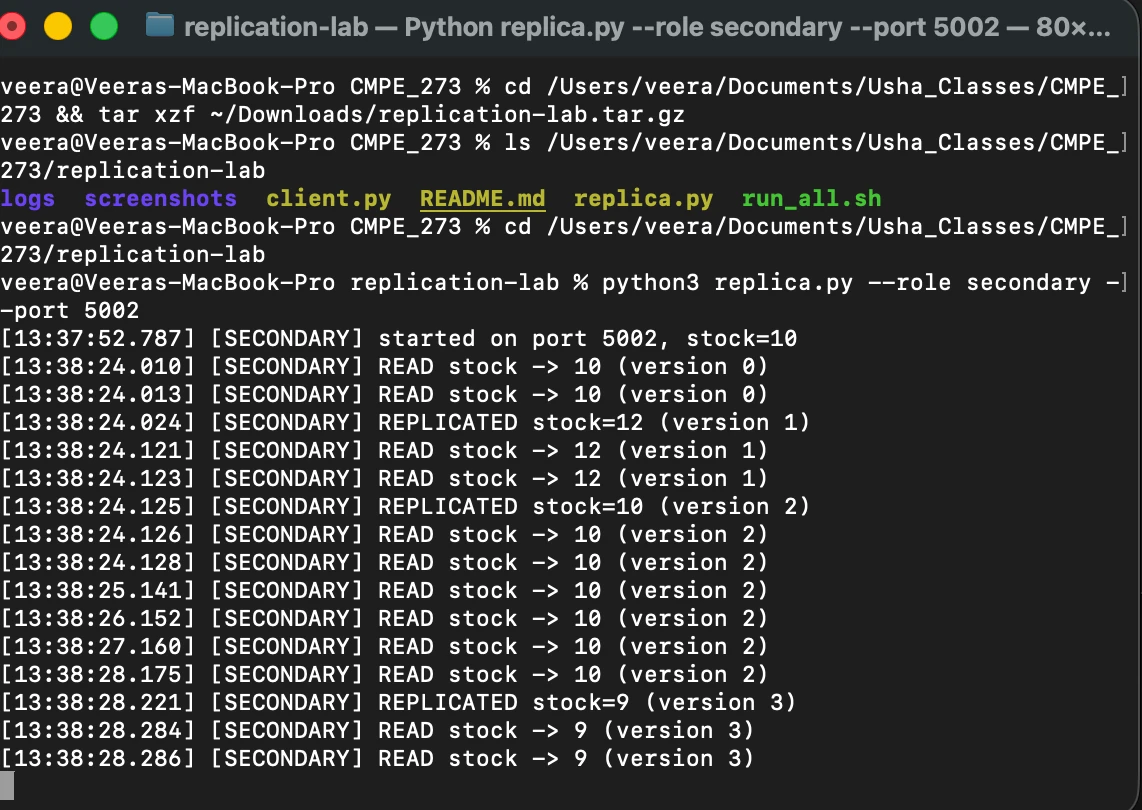 replication-lab — Python replica.py --role secondary --port 5002 — 80×...
veera@Veeras-MacBook-Pro CMPE_273 % cd /Users/veera/Documents/Usha_Classes/CMPE_]
273 && tar xzf ~/Downloads/replication-lab.tar.gz
veera@Veeras-MacBook-Pro CMPE_273 % ls /Users/veera/Documents/Usha_Classes/CMPE_]
273/replication-lab
logs screenshots client.py README.md replica.py run_all.sh
veera@Veeras-MacBook-Pro CMPE_273 % cd /Users/veera/Documents/Usha_Classes/CMPE_]
273/replication-lab
veera@Veeras-MacBook-Pro replication-lab % python3 replica.py --role secondary -]
-port 5002
[13:37:52.787] [SECONDARY] started on port 5002, stock=10
[13:38:24.010] [SECONDARY] READ stock -> 10 (version 0)
[13:38:24.013] [SECONDARY] READ stock -> 10 (version 0)
[13:38:24.024] [SECONDARY] REPLICATED stock=12 (version 1)
[13:38:24.121] [SECONDARY] READ stock -> 12 (version 1)
[13:38:24.123] [SECONDARY] READ stock -> 12 (version 1)
[13:38:24.125] [SECONDARY] REPLICATED stock=10 (version 2)
[13:38:24.126] [SECONDARY] READ stock -> 10 (version 2)
[13:38:24.128] [SECONDARY] READ stock -> 10 (version 2)
[13:38:25.141] [SECONDARY] READ stock -> 10 (version 2)
[13:38:26.152] [SECONDARY] READ stock -> 10 (version 2)
[13:38:27.160] [SECONDARY] READ stock -> 10 (version 2)
[13:38:28.175] [SECONDARY] READ stock -> 10 (version 2)
[13:38:28.221] [SECONDARY] REPLICATED stock=9 (version 3)
[13:38:28.284] [SECONDARY] READ stock -> 9 (version 3)
[13:38:28.286] [SECONDARY] READ stock -> 9 (version 3)